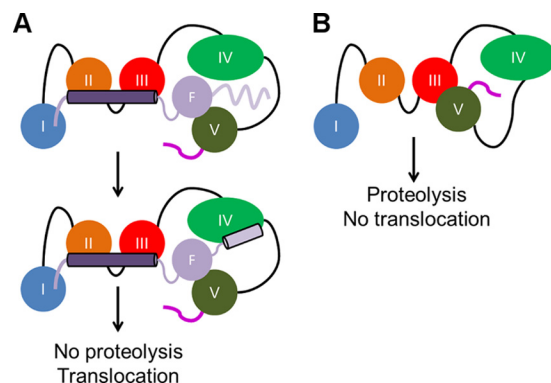 A
B
II
III
IV
F
I
V
II
III
IV
I
V
Proteolysis
No translocation
II
III
IV
F
I
V
No proteolysis
Translocation